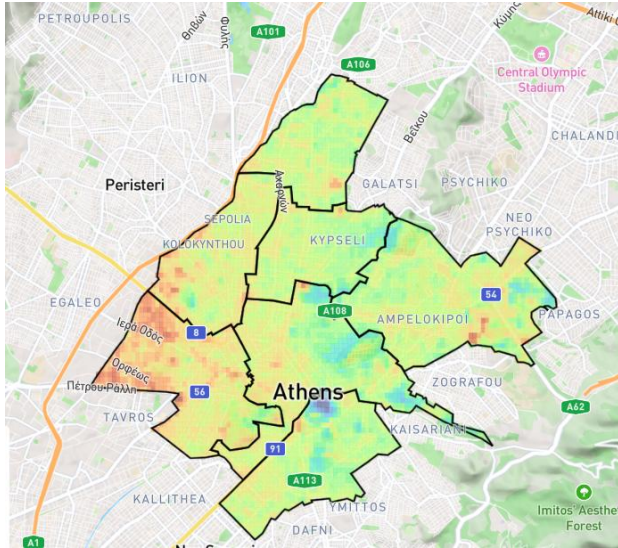 PETROUPOLIS
Θηβών
Φυλής
A101
Κύμης
Attiki O
A106
ILION
Central Olympic
Stadium
Βεΐκου
CHALANDI
Peristeri
Αχαρνών
GALATSI
PSYCHIKO
SEPOLIA
KOLOKYNTHOU
KYPSELI
NEO
PSYCHIKO
54
EGALEO
Ιερά Οδός
8
A108
AMPELOKIPOI
PAPAGOS
Ορφέως
Πέτρου Ράλλη
56
Athens
ZOGRAFOU
A62
TAVROS
KAISARIANI
91
KALLITHEA
A113
YMITTOS
Imitos Aesthe
Forest
DAFNI
A1